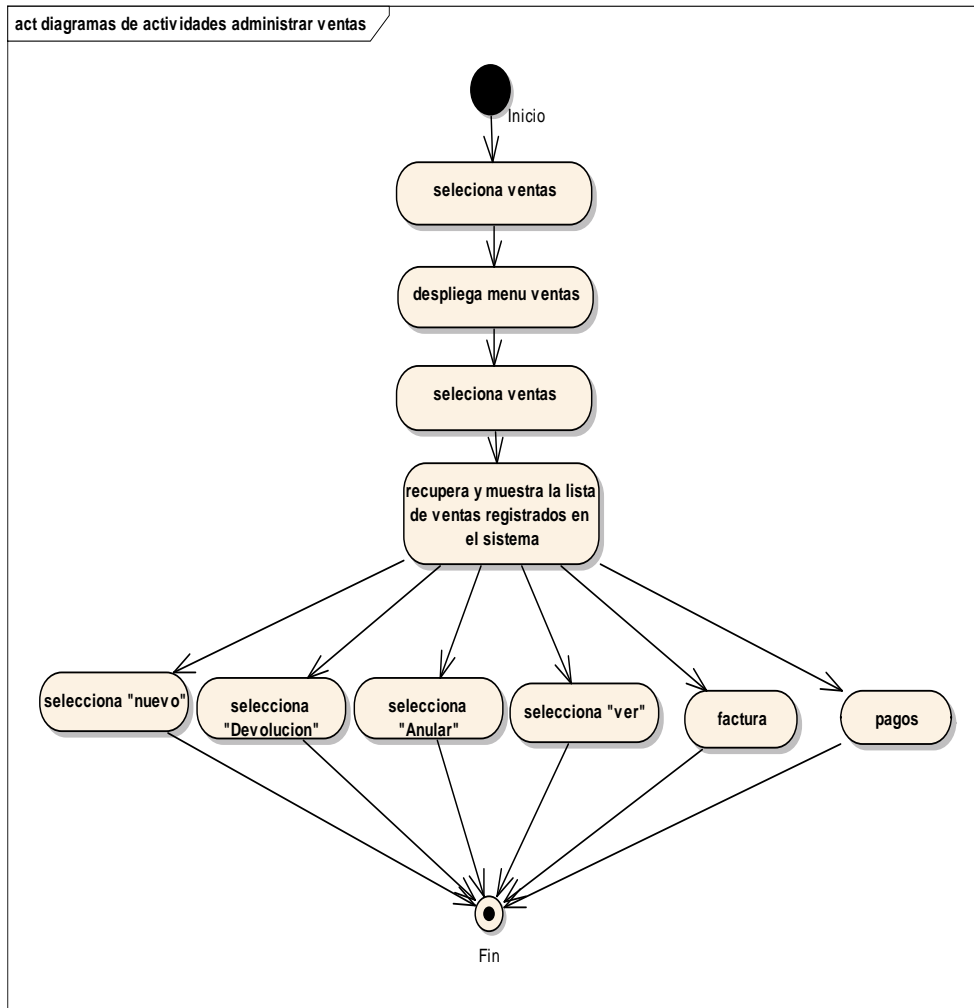 act diagramas de actividades administrar ventas
Inicio
seleciona ventas
despliega menu ventas
seleciona ventas
recupera y muestra la lista
de ventas registrados en
el sistema
selecciona "nuevo"
selecciona
"Devolucion"
selecciona
"Anular"
selecciona "ver"
factura
pagos
Fin